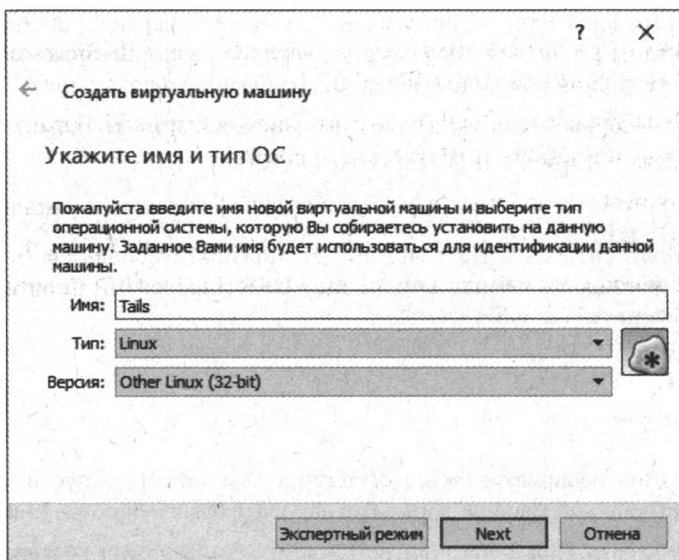 ?
Создать виртуальную машину
Укажите имя и тип ОС
Пожалуйста введите имя новой виртуальной машины и выберите тип
операционной системы, которую Вы собираетесь установить на данную
машину. Заданное Вами имя будет использоваться для идентификации данной
машины.
Имя: Tails
Тип: Linux
Версия: Other Linux (32-bit)
Экспертный режим Next Отмена